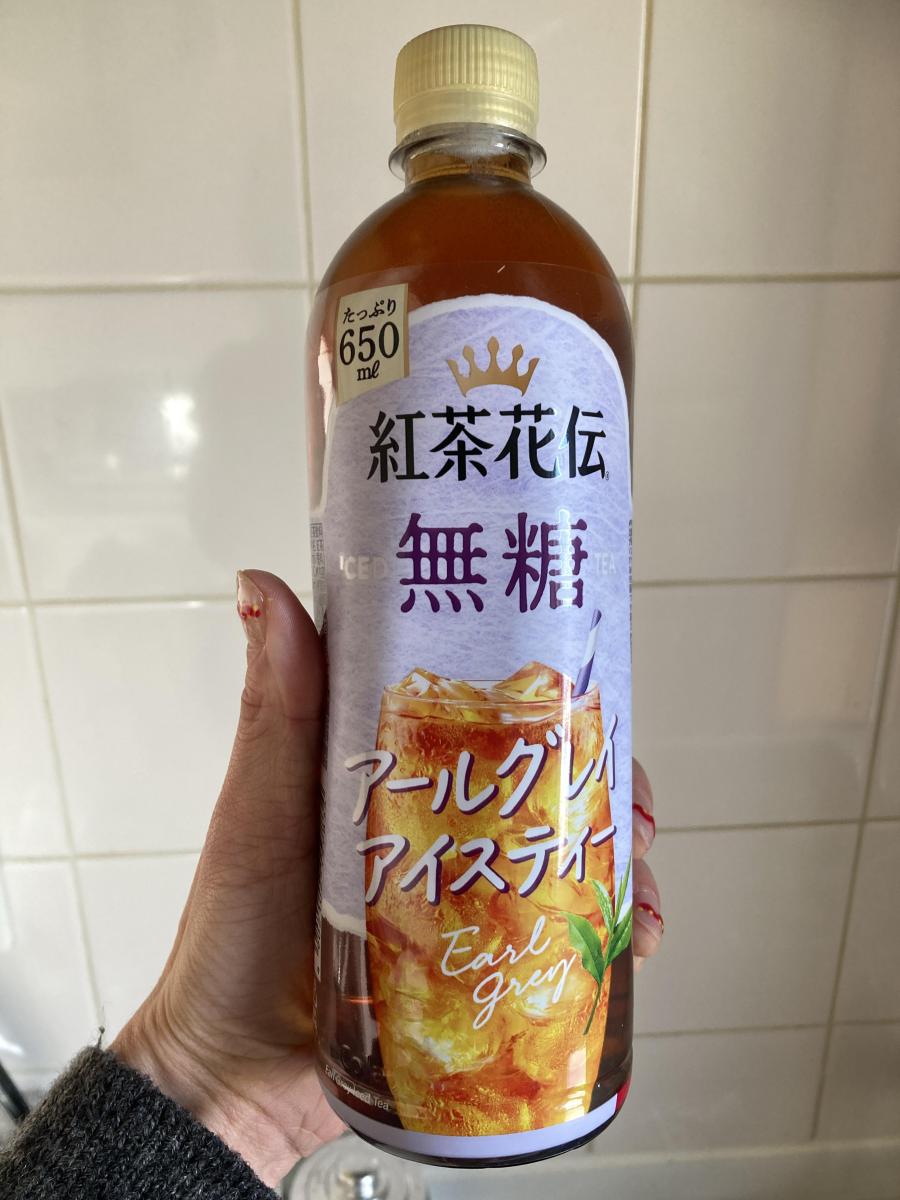 たっぷり
650
ml
紅茶花伝
無糖
ICED TEA
アールグレイ
アイスティー
Earl
grey